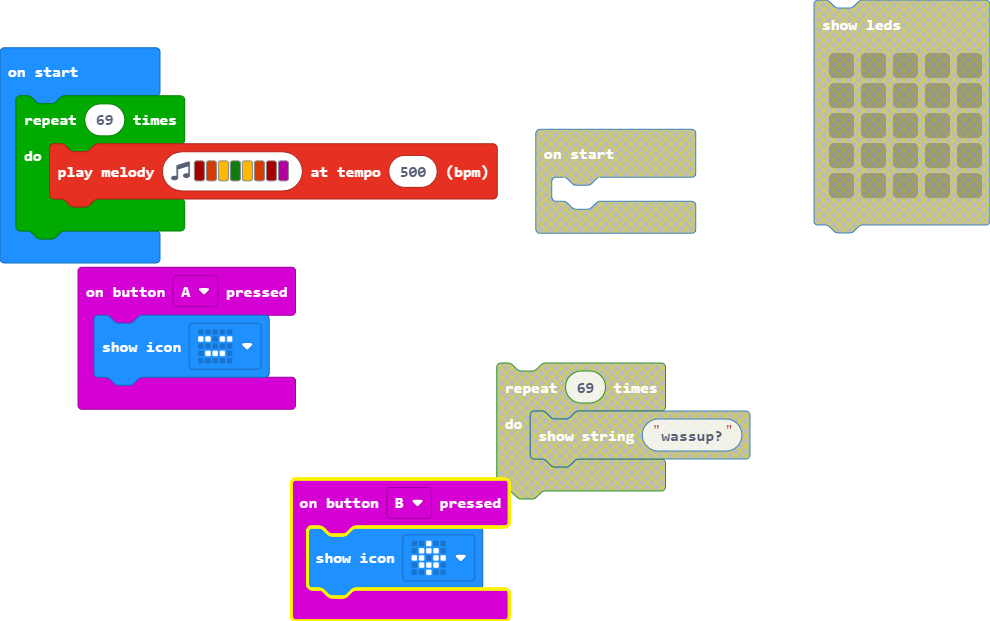 show leds
on start
repeat 69 times
do
play melody at tempo 500 (bpm)
on start
on button A pressed
show icon
repeat 69 times
do
show string "wassup?"
on button B pressed
show icon